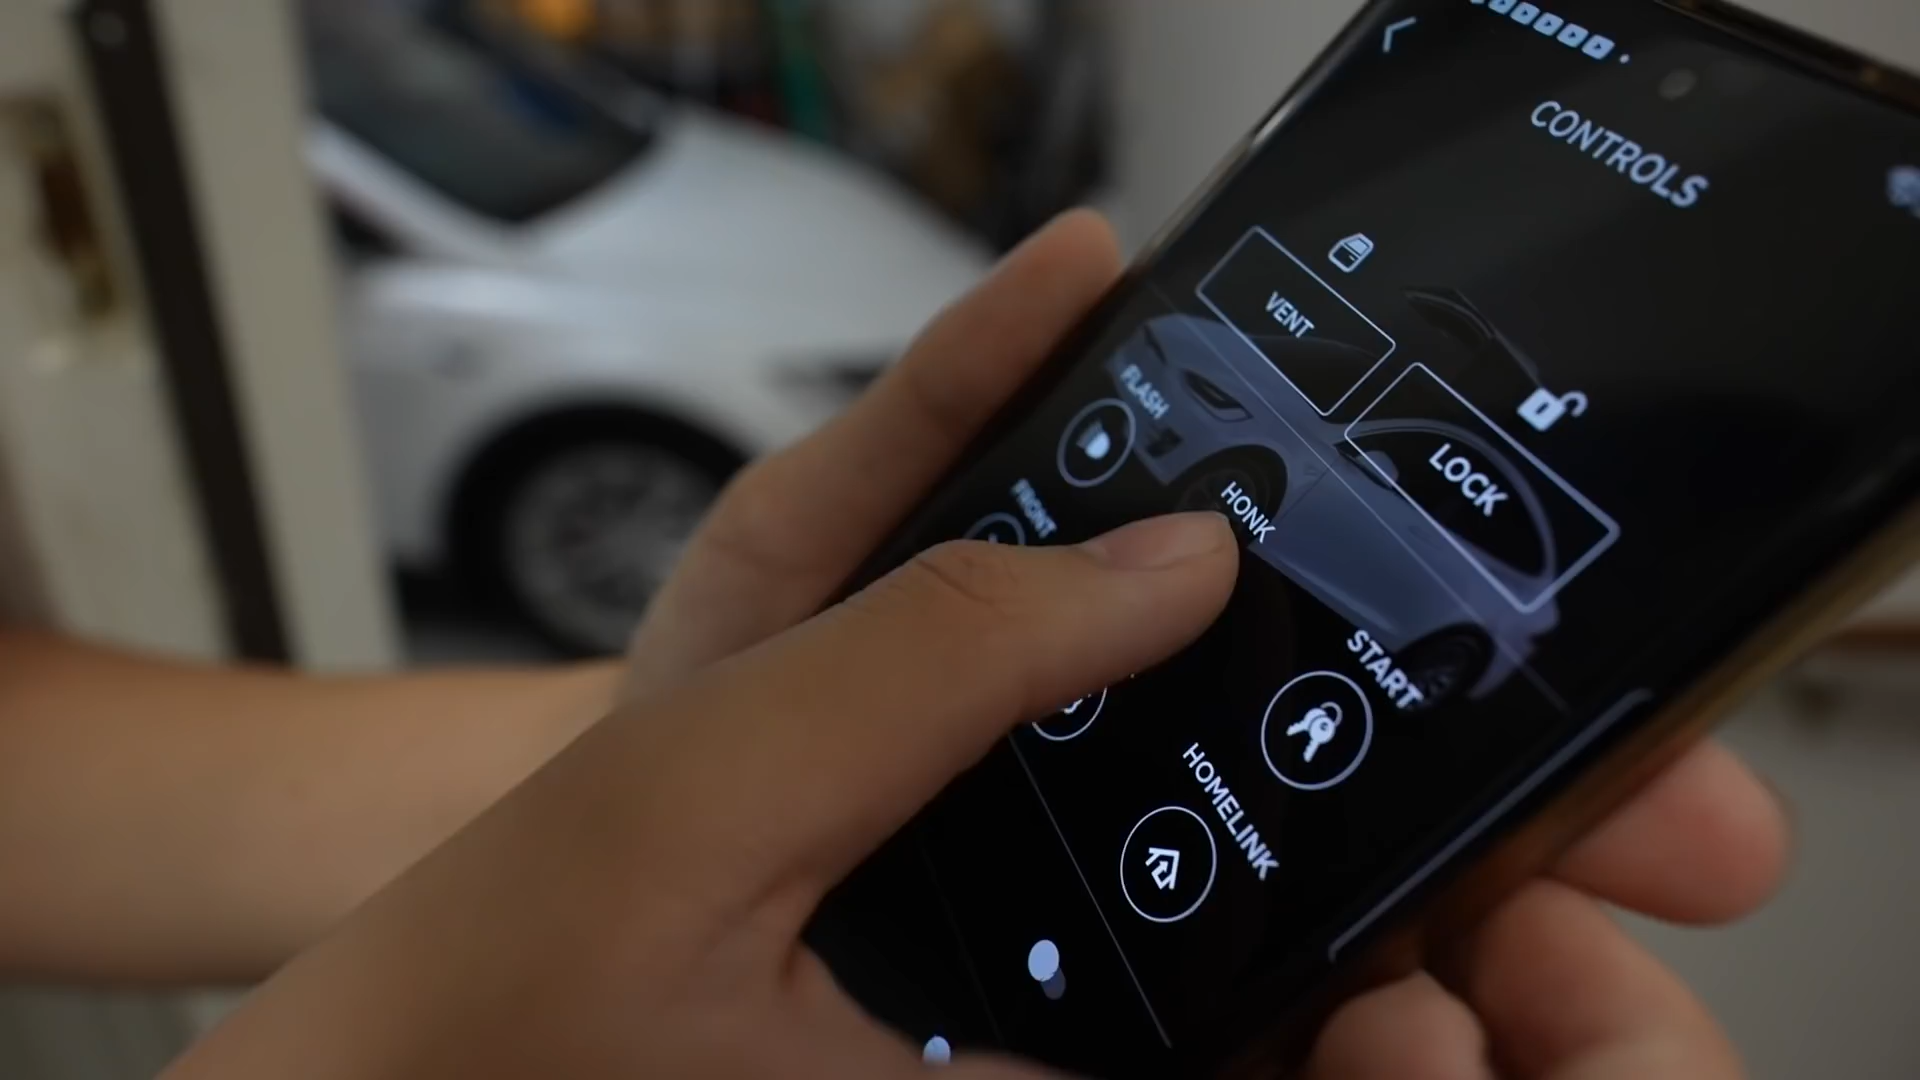 CONTROLS
VENT
LOCK
FLASH
HONK
START
FRONT
HOMELINK